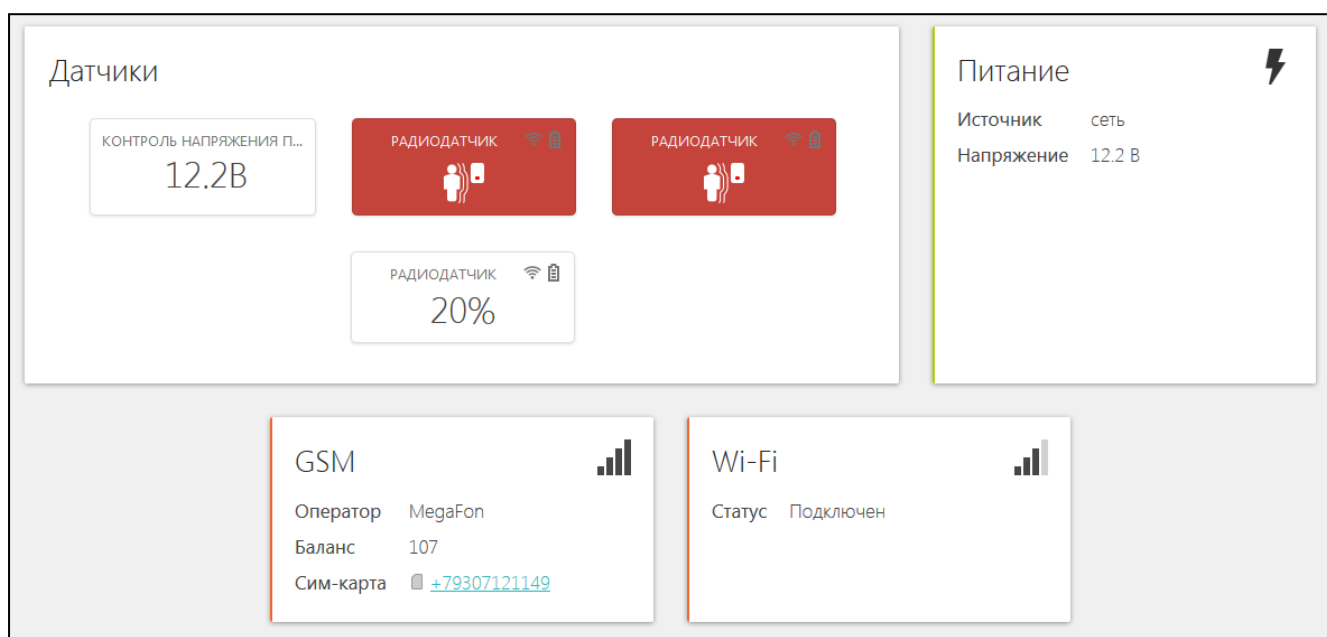 Датчики
КОНТРОЛЬ НАПРЯЖЕНИЯ П...
12.2В
РАДИОДАТЧИК
РАДИОДАТЧИК
РАДИОДАТЧИК
20%
Питание
Источник сеть
Напряжение 12.2 В
GSM
Оператор MegaFon
Баланс 107
Сим-карта +79307121149
Wi-Fi
Статус Подключен